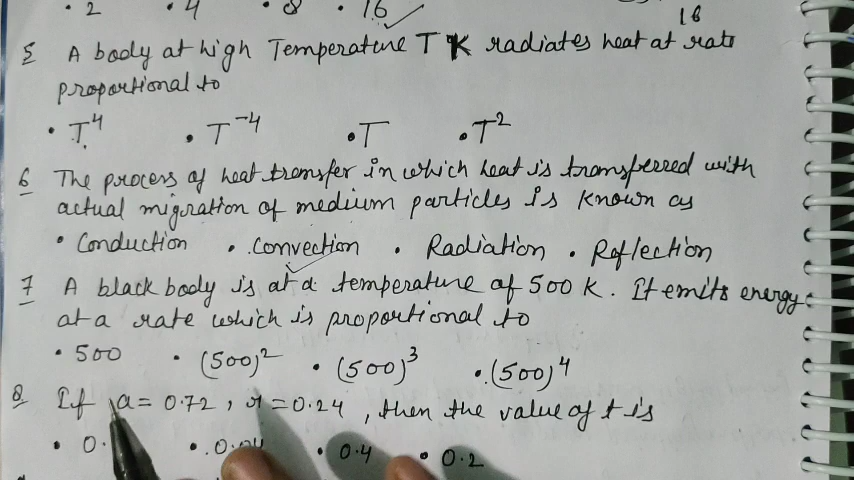 • 2 • 4 • 8 • 16
16
5 A body at high Temperature T K radiates heat at rate
proportional to
• T⁴ • T⁻⁴ • T • T²
6 The process of heat transfer in which heat is transferred with
actual migration of medium particles is known as
• Conduction • Convection • Radiation • Reflection
7 A black body is at a temperature of 500 K. It emits energy
at a rate which is proportional to
• 500 • (500)² • (500)³ • (500)⁴
8 If a = 0.72, r = 0.24, then the value of t is
• 0. • 0.04 • 0.4 • 0.2